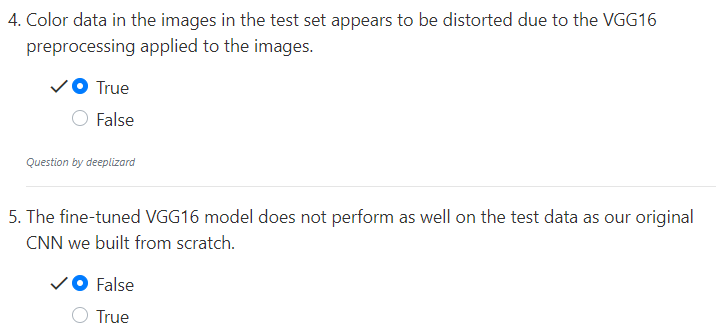 4. Color data in the images in the test set appears to be distorted due to the VGG16
preprocessing applied to the images.
True
False
Question by deeplizard
5. The fine-tuned VGG16 model does not perform as well on the test data as our original
CNN we built from scratch.
False
True